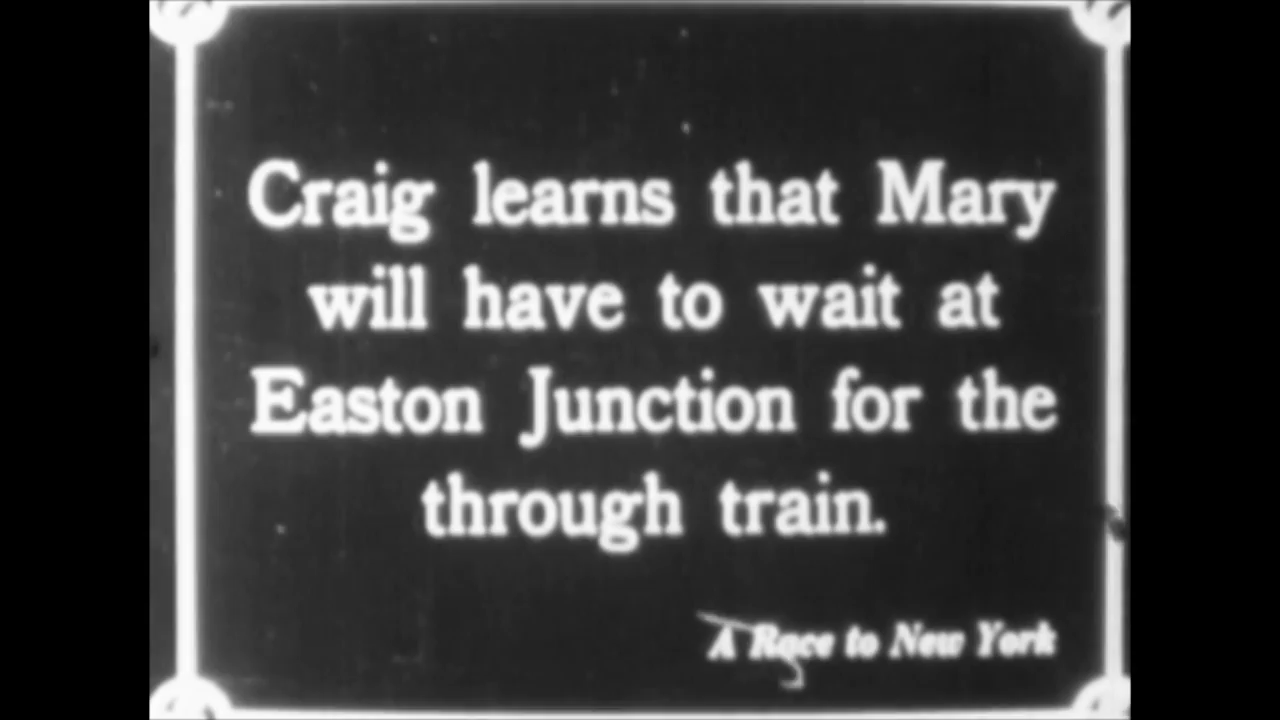 Craig learns that Mary
will have to wait at
Easton Junction for the
through train.
A Race to New York